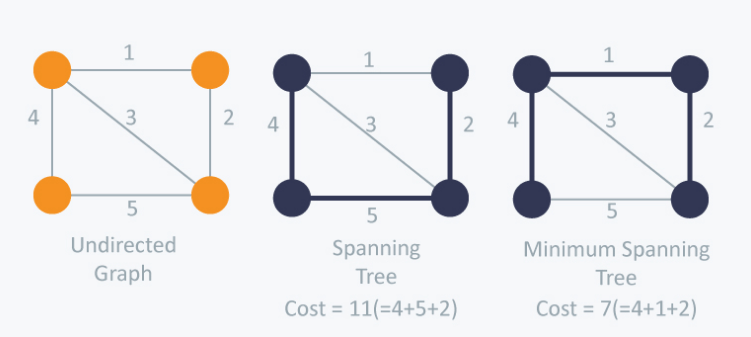 1
4
3
2
5
Undirected
Graph
1
4
3
2
5
Spanning
Tree
Cost = 11(=4+5+2)
1
4
3
2
5
Minimum Spanning
Tree
Cost = 7(=4+1+2)